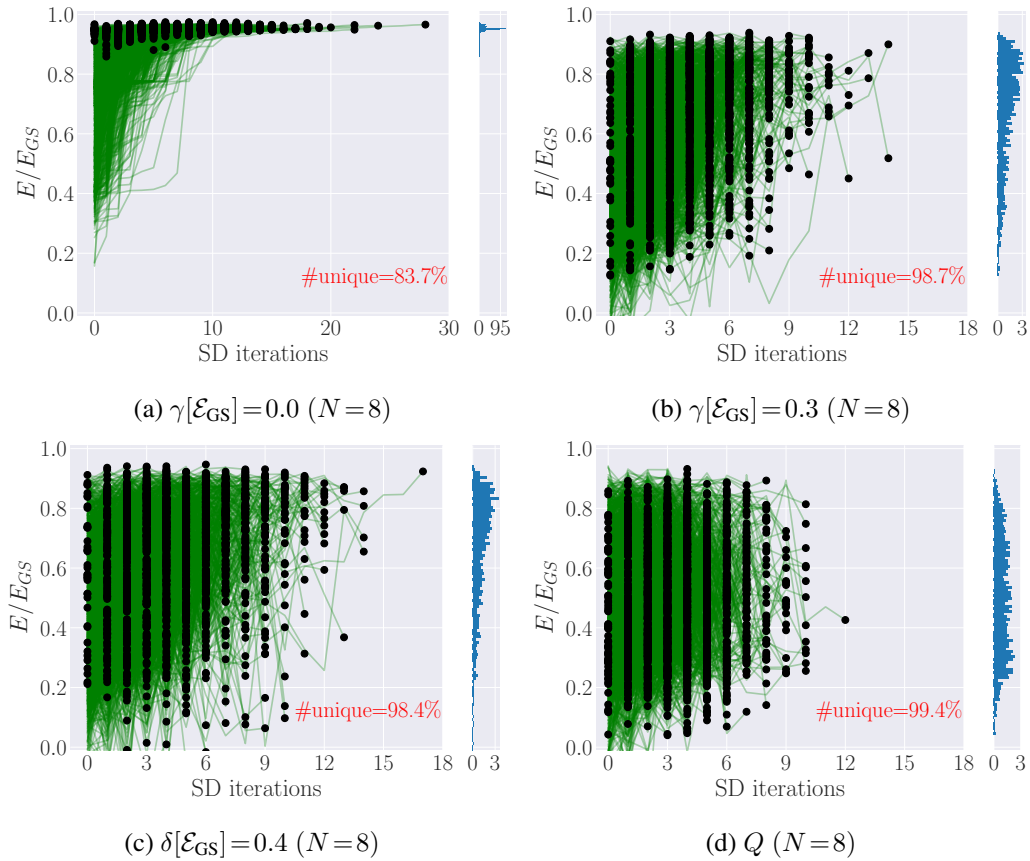 1.0
0.8
0.6
0.4
0.2
0.0
E/E_GS
#unique=83.7%
0 10 20 30
SD iterations
0 95
(a) γ[ℰ_GS]=0.0 (N=8)
1.0
0.8
0.6
0.4
0.2
0.0
E/E_GS
#unique=98.7%
0 3 6 9 12 15 18
SD iterations
0 3
(b) γ[ℰ_GS]=0.3 (N=8)
1.0
0.8
0.6
0.4
0.2
0.0
E/E_GS
#unique=98.4%
0 3 6 9 12 15 18
SD iterations
0 3
(c) δ[ℰ_GS]=0.4 (N=8)
1.0
0.8
0.6
0.4
0.2
0.0
E/E_GS
#unique=99.4%
0 3 6 9 12 15 18
SD iterations
0 3
(d) Q (N=8)